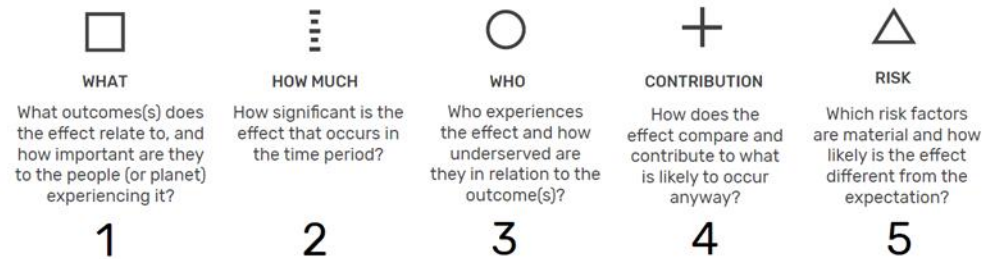 WHAT
What outcomes(s) does
the effect relate to, and
how important are they
to the people (or planet)
experiencing it?
1
HOW MUCH
How significant is the
effect that occurs in
the time period?
2
WHO
Who experiences
the effect and how
underserved are
they in relation to the
outcome(s)?
3
CONTRIBUTION
How does the
effect compare and
contribute to what
is likely to occur
anyway?
4
RISK
Which risk factors
are material and how
likely is the effect
different from the
expectation?
5